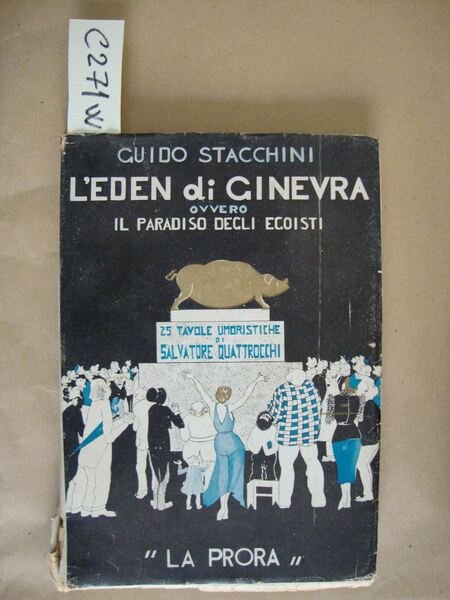 C271W
GUIDO STACCHINI
L'EDEN di GINEVRA
OVVERO
IL PARADISO DEGLI EGOISTI
25 TAVOLE UMORISTICHE
DI
SALVATORE QUATTROCCHI
"LA PRORA„